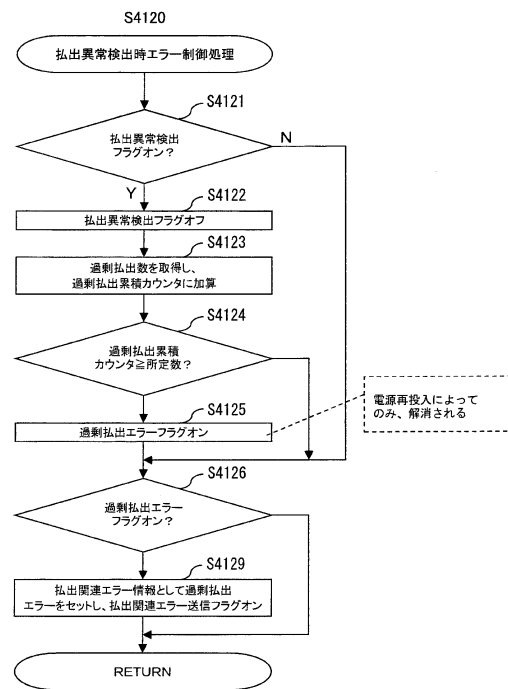 S4120
払出異常検出時エラー制御処理
S4121
払出異常検出
フラグオン?
N
Y
S4122
払出異常検出フラグオフ
S4123
過剰払出数を取得し、
過剰払出累積カウンタに加算
S4124
過剰払出累積
カウンタ≧所定数?
S4125
過剰払出エラーフラグオン
電源再投入によって
のみ、解消される
S4126
過剰払出エラー
フラグオン?
S4129
払出関連エラー情報として過剰払出
エラーをセットし、払出関連エラー送信フラグオン
RETURN